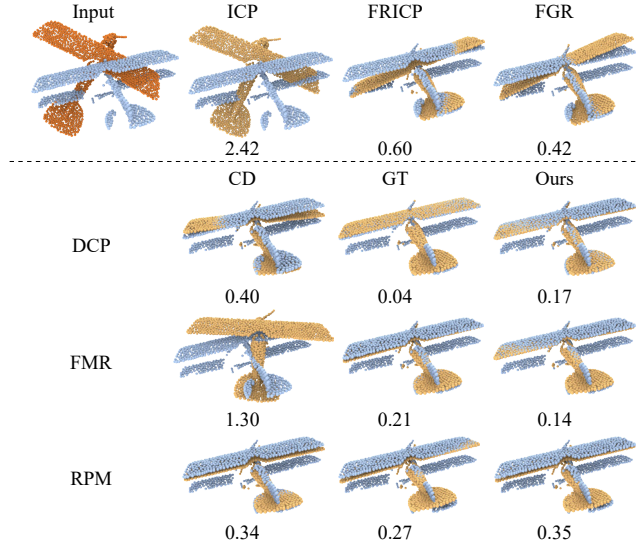 Input ICP FRICP FGR
2.42 0.60 0.42
CD GT Ours
DCP
0.40 0.04 0.17
FMR
1.30 0.21 0.14
RPM
0.34 0.27 0.35